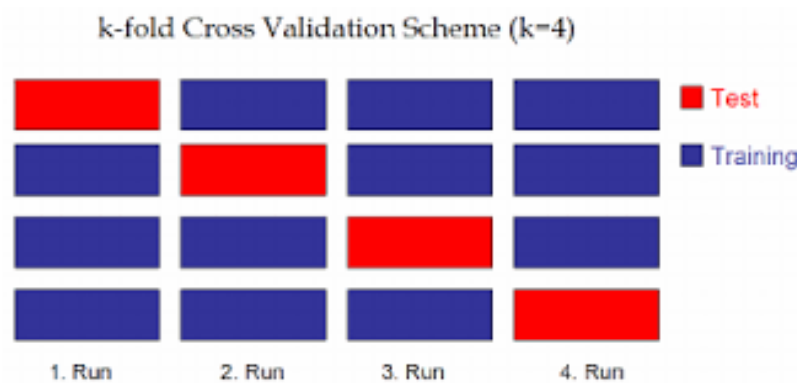 k-fold Cross Validation Scheme (k=4)
Test
Training
1. Run
2. Run
3. Run
4. Run